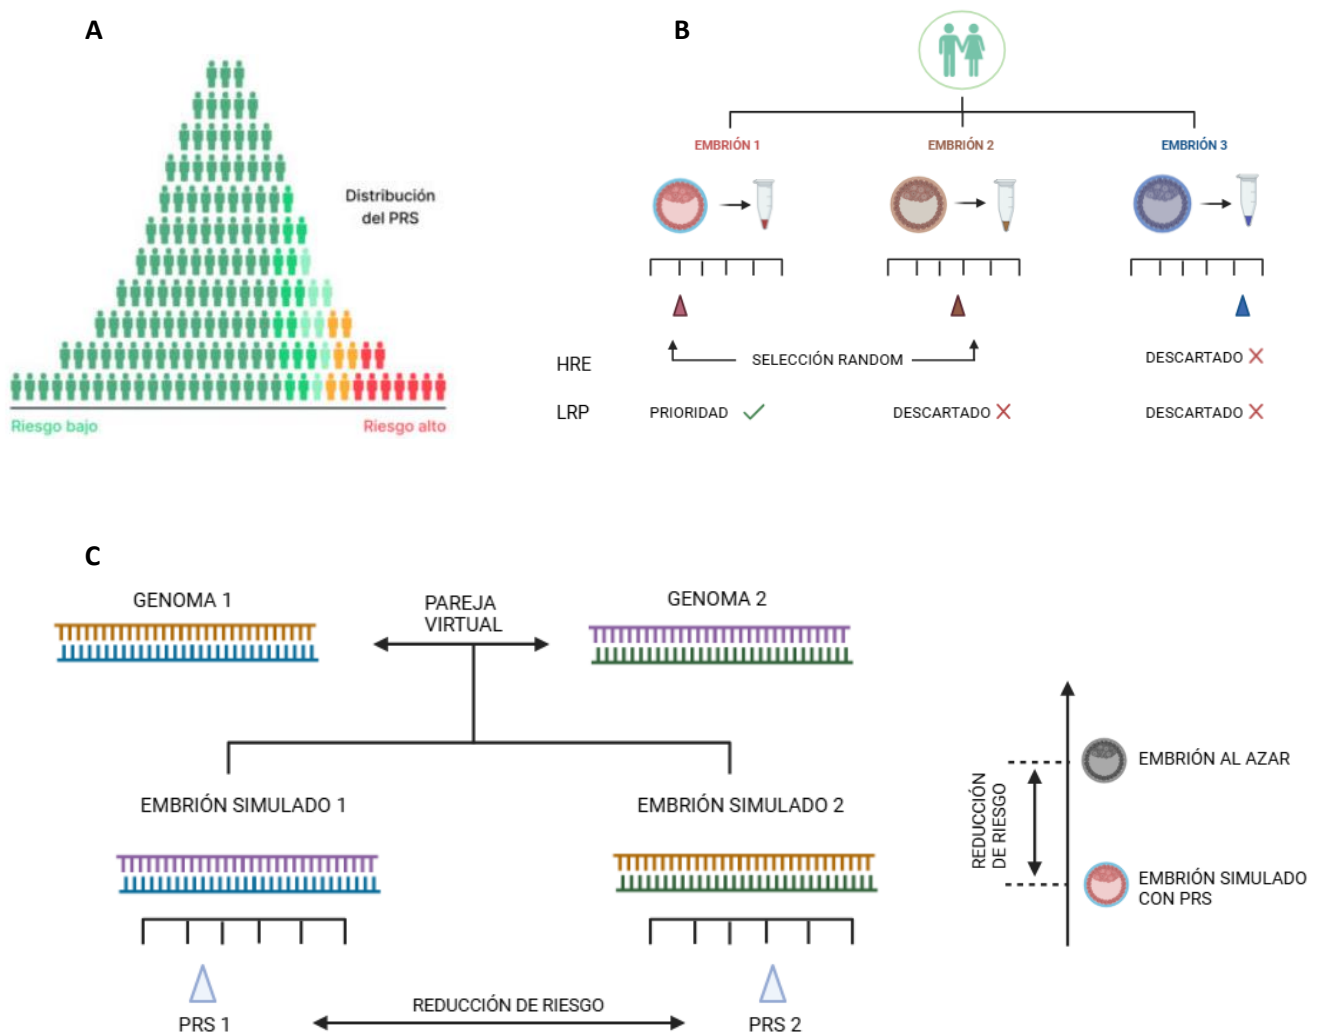 A
Distribución
del PRS
Riesgo bajo
Riesgo alto
B
EMBRIÓN 1
EMBRIÓN 2
EMBRIÓN 3
HRE
SELECCIÓN RANDOM
DESCARTADO
LRP
PRIORIDAD
DESCARTADO
DESCARTADO
C
GENOMA 1
PAREJA
VIRTUAL
GENOMA 2
EMBRIÓN SIMULADO 1
EMBRIÓN SIMULADO 2
PRS 1
REDUCCIÓN DE RIESGO
PRS 2
REDUCCIÓN
DE RIESGO
EMBRIÓN AL AZAR
EMBRIÓN SIMULADO
CON PRS